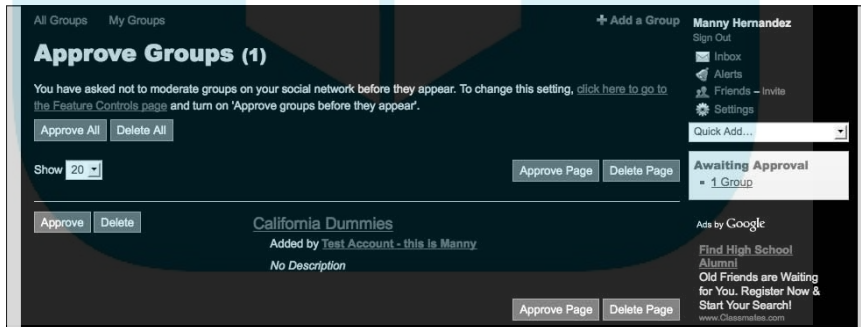 All Groups My Groups + Add a Group
Approve Groups (1)
You have asked not to moderate groups on your social network before they appear. To change this setting, click here to go to
the Feature Controls page and turn on 'Approve groups before they appear'.
Approve All Delete All
Show 20 Approve Page Delete Page
Approve Delete California Dummies
Added by Test Account - this is Manny
No Description
Approve Page Delete Page
Manny Hernandez
Sign Out
Inbox
Alerts
Friends – Invite
Settings
Quick Add...
Awaiting Approval
1 Group
Ads by Google
Find High School
Alumni
Old Friends are Waiting
for You. Register Now &
Start Your Search!
www.Classmates.com